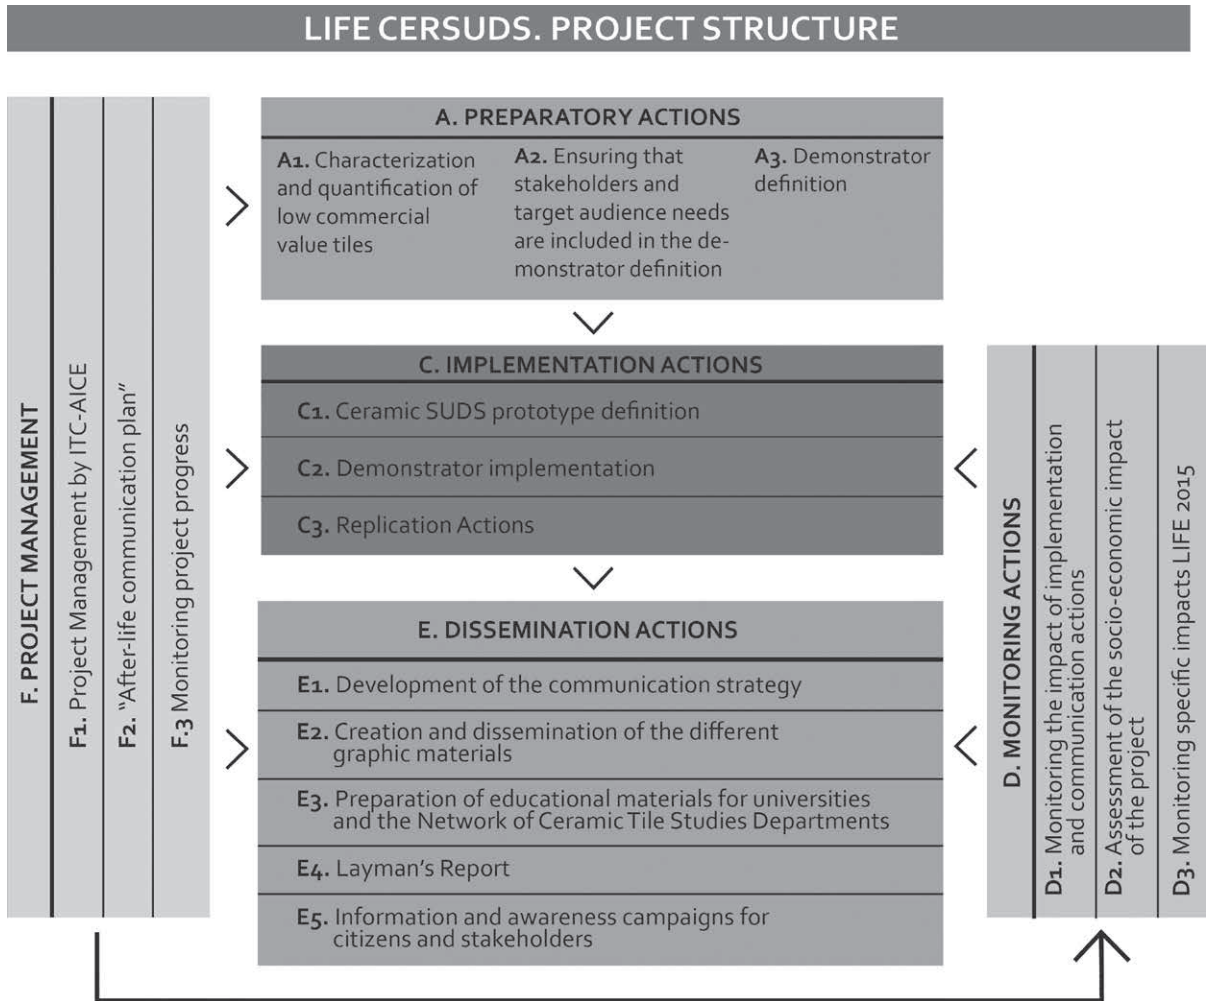 LIFE CERSUDS. PROJECT STRUCTURE
F. PROJECT MANAGEMENT
F1. Project Management by ITC-AICE
F2. “After-life communication plan”
F.3 Monitoring project progress
A. PREPARATORY ACTIONS
A1. Characterization
and quantification of
low commercial
value tiles
A2. Ensuring that
stakeholders and
target audience needs
are included in the de-
monstrator definition
A3. Demonstrator
definition
C. IMPLEMENTATION ACTIONS
C1. Ceramic SUDS prototype definition
C2. Demonstrator implementation
C3. Replication Actions
E. DISSEMINATION ACTIONS
E1. Development of the communication strategy
E2. Creation and dissemination of the different
graphic materials
E3. Preparation of educational materials for universities
and the Network of Ceramic Tile Studies Departments
E4. Layman’s Report
E5. Information and awareness campaigns for
citizens and stakeholders
D. MONITORING ACTIONS
D1. Monitoring the impact of implementation
and communication actions
D2. Assessment of the socio-economic impact
of the project
D3. Monitoring specific impacts LIFE 2015